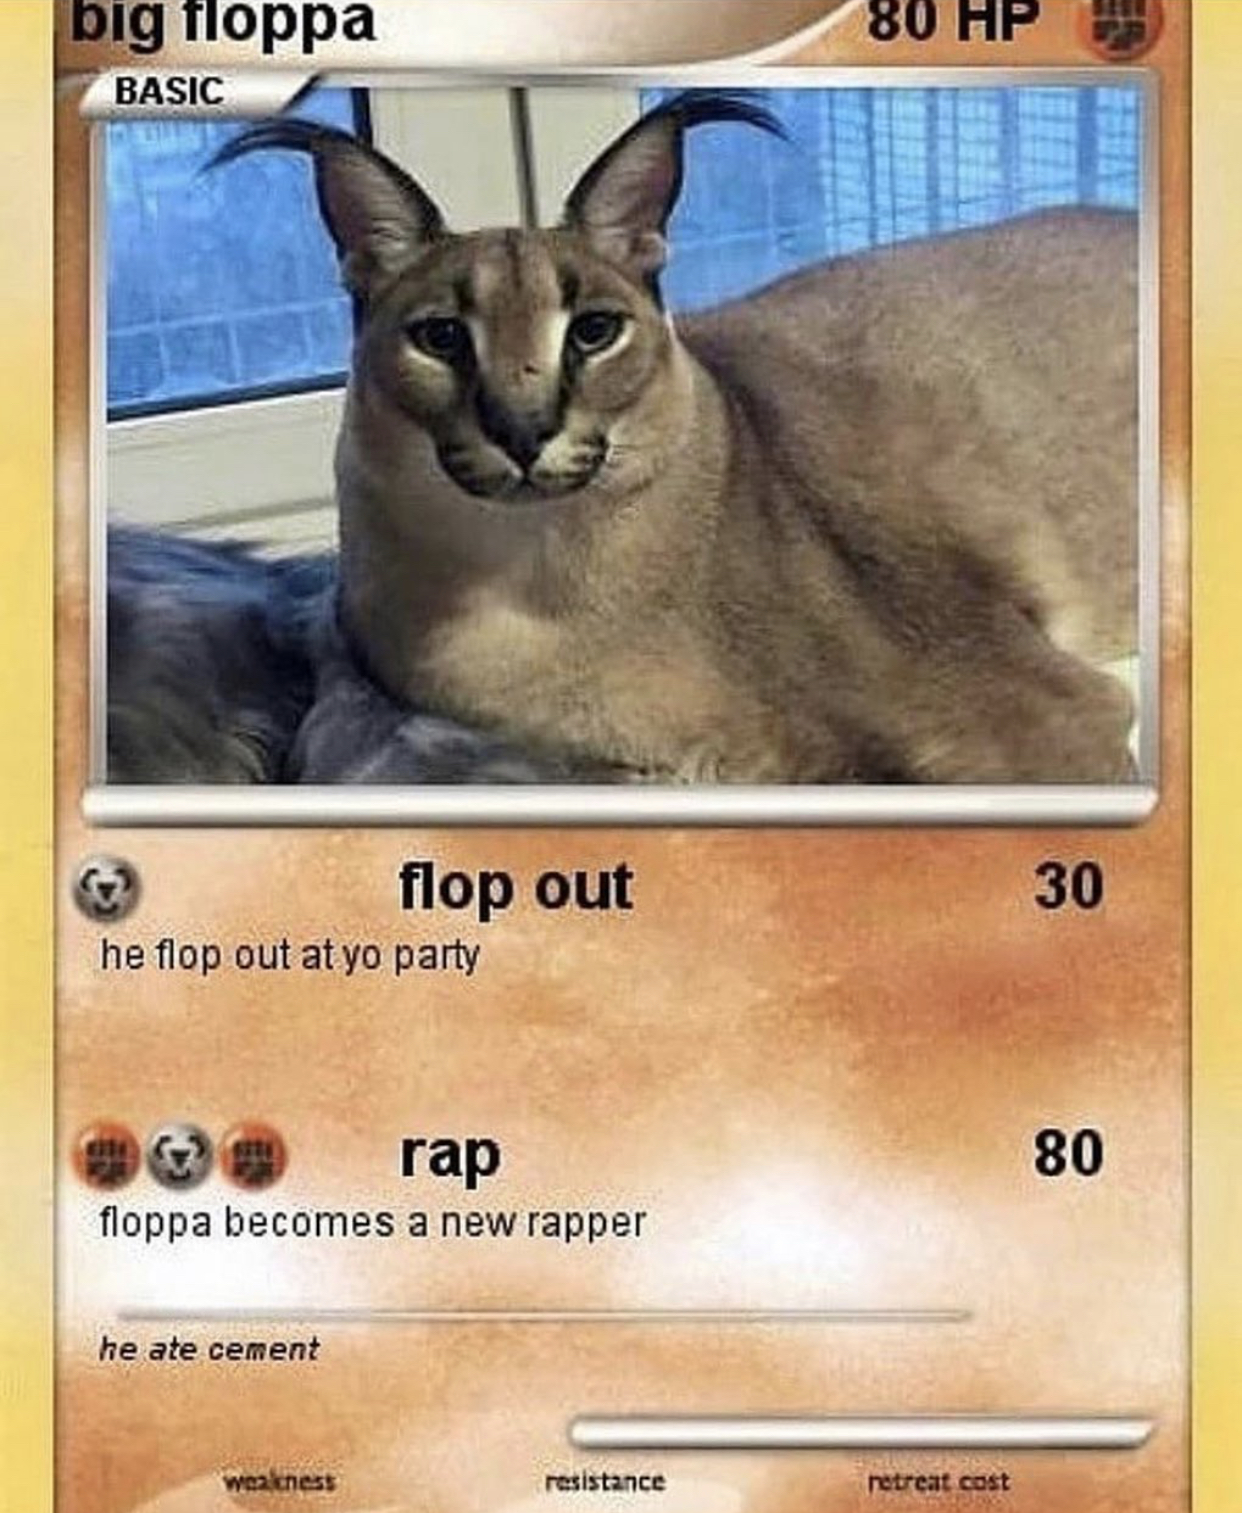 big floppa 80 HP
BASIC
flop out 30
he flop out at yo party
rap 80
floppa becomes a new rapper
he ate cement
weakness resistance retreat cost